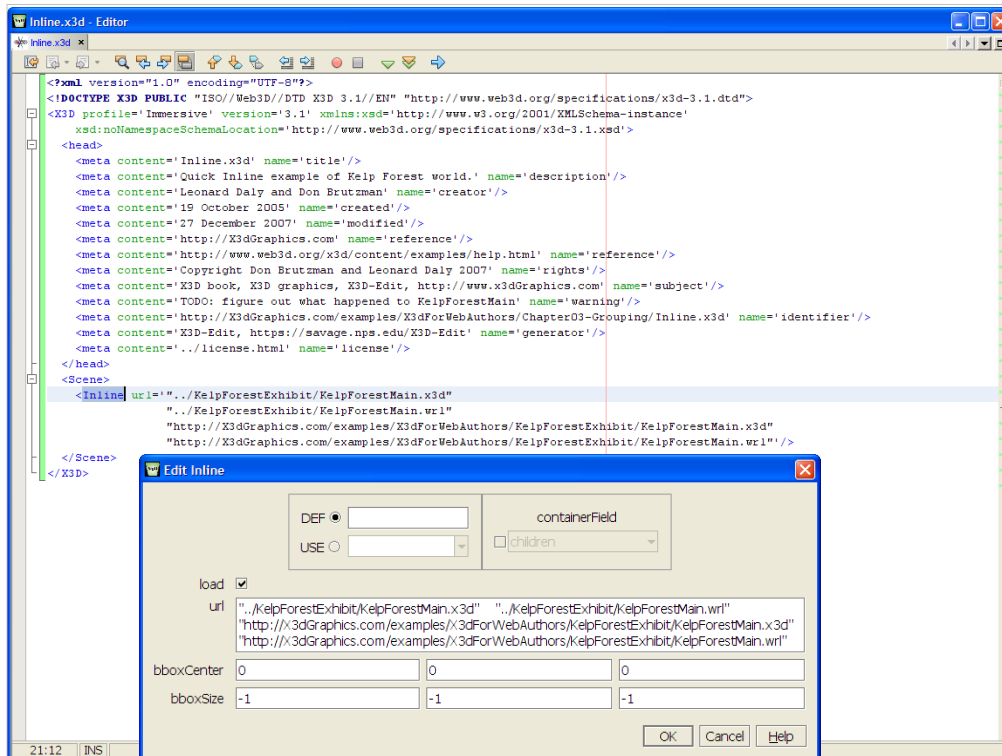 Inline.x3d - Editor
Inline.x3d
<?xml version="1.0" encoding="UTF-8"?>
<!DOCTYPE X3D PUBLIC "ISO//Web3D//DTD X3D 3.1//EN" "http://www.web3d.org/specifications/x3d-3.1.dtd">
<X3D profile='Immersive' version='3.1' xmlns:xsd='http://www.w3.org/2001/XMLSchema-instance'
xsd:noNamespaceSchemaLocation='http://www.web3d.org/specifications/x3d-3.1.xsd'>
<head>
<meta content='Inline.x3d' name='title'/>
<meta content='Quick Inline example of Kelp Forest world.' name='description'/>
<meta content='Leonard Daly and Don Brutzman' name='creator'/>
<meta content='19 October 2005' name='created'/>
<meta content='27 December 2007' name='modified'/>
<meta content='http://X3dGraphics.com' name='reference'/>
<meta content='http://www.web3d.org/x3d/content/examples/help.html' name='reference'/>
<meta content='Copyright Don Brutzman and Leonard Daly 2007' name='rights'/>
<meta content='X3D book, X3D graphics, X3D-Edit, http://www.x3dGraphics.com' name='subject'/>
<meta content='TODO: figure out what happened to KelpForestMain' name='warning'/>
<meta content='http://X3dGraphics.com/examples/X3dForWebAuthors/Chapter03-Grouping/Inline.x3d' name='identifier'/>
<meta content='X3D-Edit, https://savage.nps.edu/X3D-Edit' name='generator'/>
<meta content='../license.html' name='license'/>
</head>
<Scene>
<Inline url='"../KelpForestExhibit/KelpForestMain.x3d"
"../KelpForestExhibit/KelpForestMain.wrl"
"http://X3dGraphics.com/examples/X3dForWebAuthors/KelpForestExhibit/KelpForestMain.x3d"
"http://X3dGraphics.com/examples/X3dForWebAuthors/KelpForestExhibit/KelpForestMain.wrl"'/>
</Scene>
</X3D>
Edit Inline
DEF
containerField
USE
children
load
url
"../KelpForestExhibit/KelpForestMain.x3d" "../KelpForestExhibit/KelpForestMain.wrl"
"http://X3dGraphics.com/examples/X3dForWebAuthors/KelpForestExhibit/KelpForestMain.x3d"
"http://X3dGraphics.com/examples/X3dForWebAuthors/KelpForestExhibit/KelpForestMain.wrl"
bboxCenter 0 0 0
bboxSize -1 -1 -1
OK Cancel Help
21:12 INS